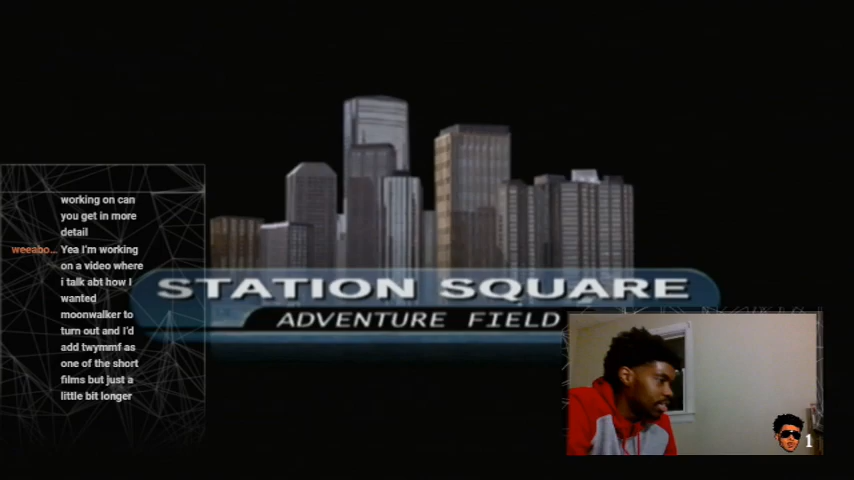 STATION SQUARE
ADVENTURE FIELD
working on can
you get in more
detail
weeabo... Yea I'm working
on a video where
i talk abt how I
wanted
moonwalker to
turn out and I'd
add twymmf as
one of the short
films but just a
little bit longer
1